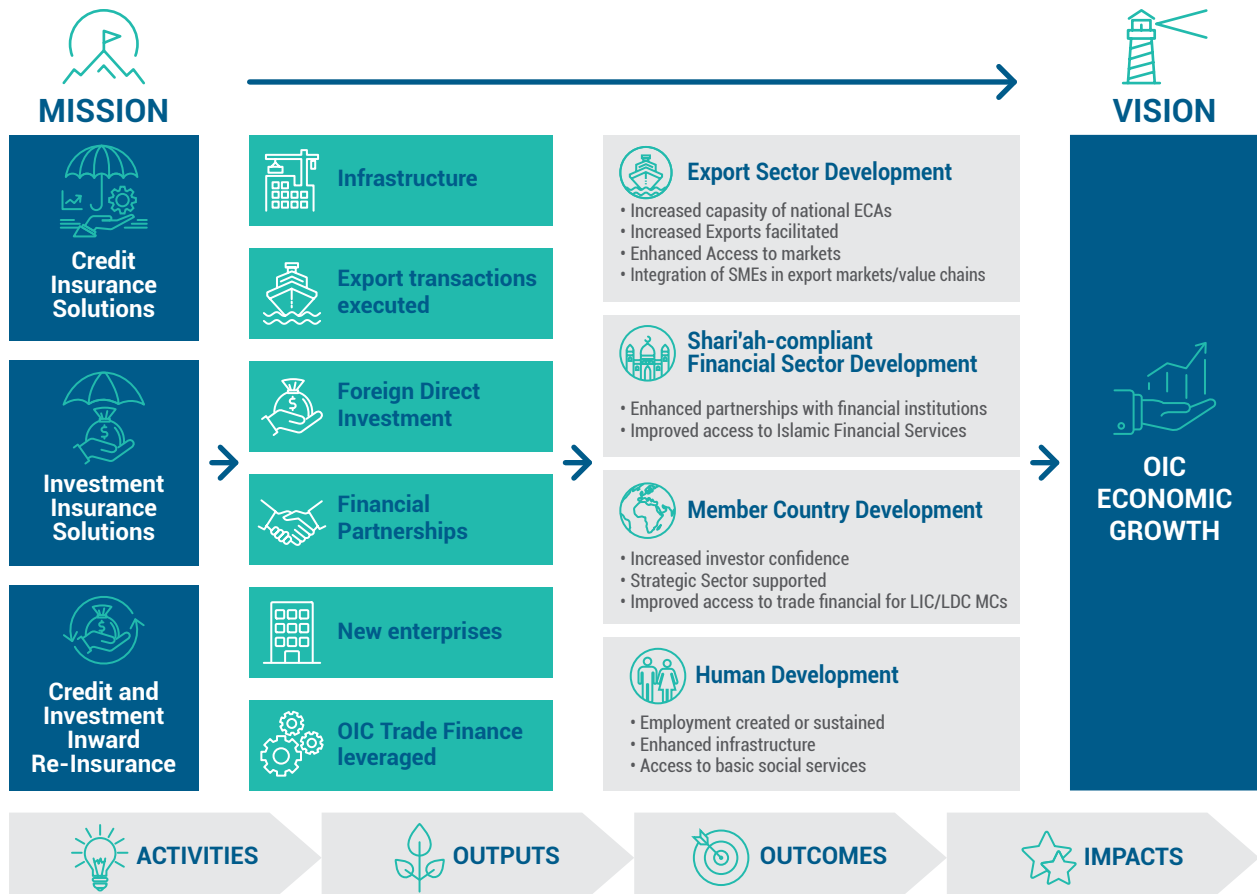 MISSION
VISION
Credit
Insurance
Solutions
Investment
Insurance
Solutions
Credit and
Investment
Inward
Re-Insurance
Infrastructure
Export transactions
executed
Foreign Direct
Investment
Financial
Partnerships
New enterprises
OIC Trade Finance
leveraged
Export Sector Development
• Increased capasity of national ECAs
• Increased Exports facilitated
• Enhanced Access to markets
• Integration of SMEs in export markets/value chains
Shari'ah-compliant
Financial Sector Development
• Enhanced partnerships with financial institutions
• Improved access to Islamic Financial Services
Member Country Development
• Increased investor confidence
• Strategic Sector supported
• Improved access to trade financial for LIC/LDC MCs
Human Development
• Employment created or sustained
• Enhanced infrastructure
• Access to basic social services
OIC
ECONOMIC
GROWTH
ACTIVITIES
OUTPUTS
OUTCOMES
IMPACTS